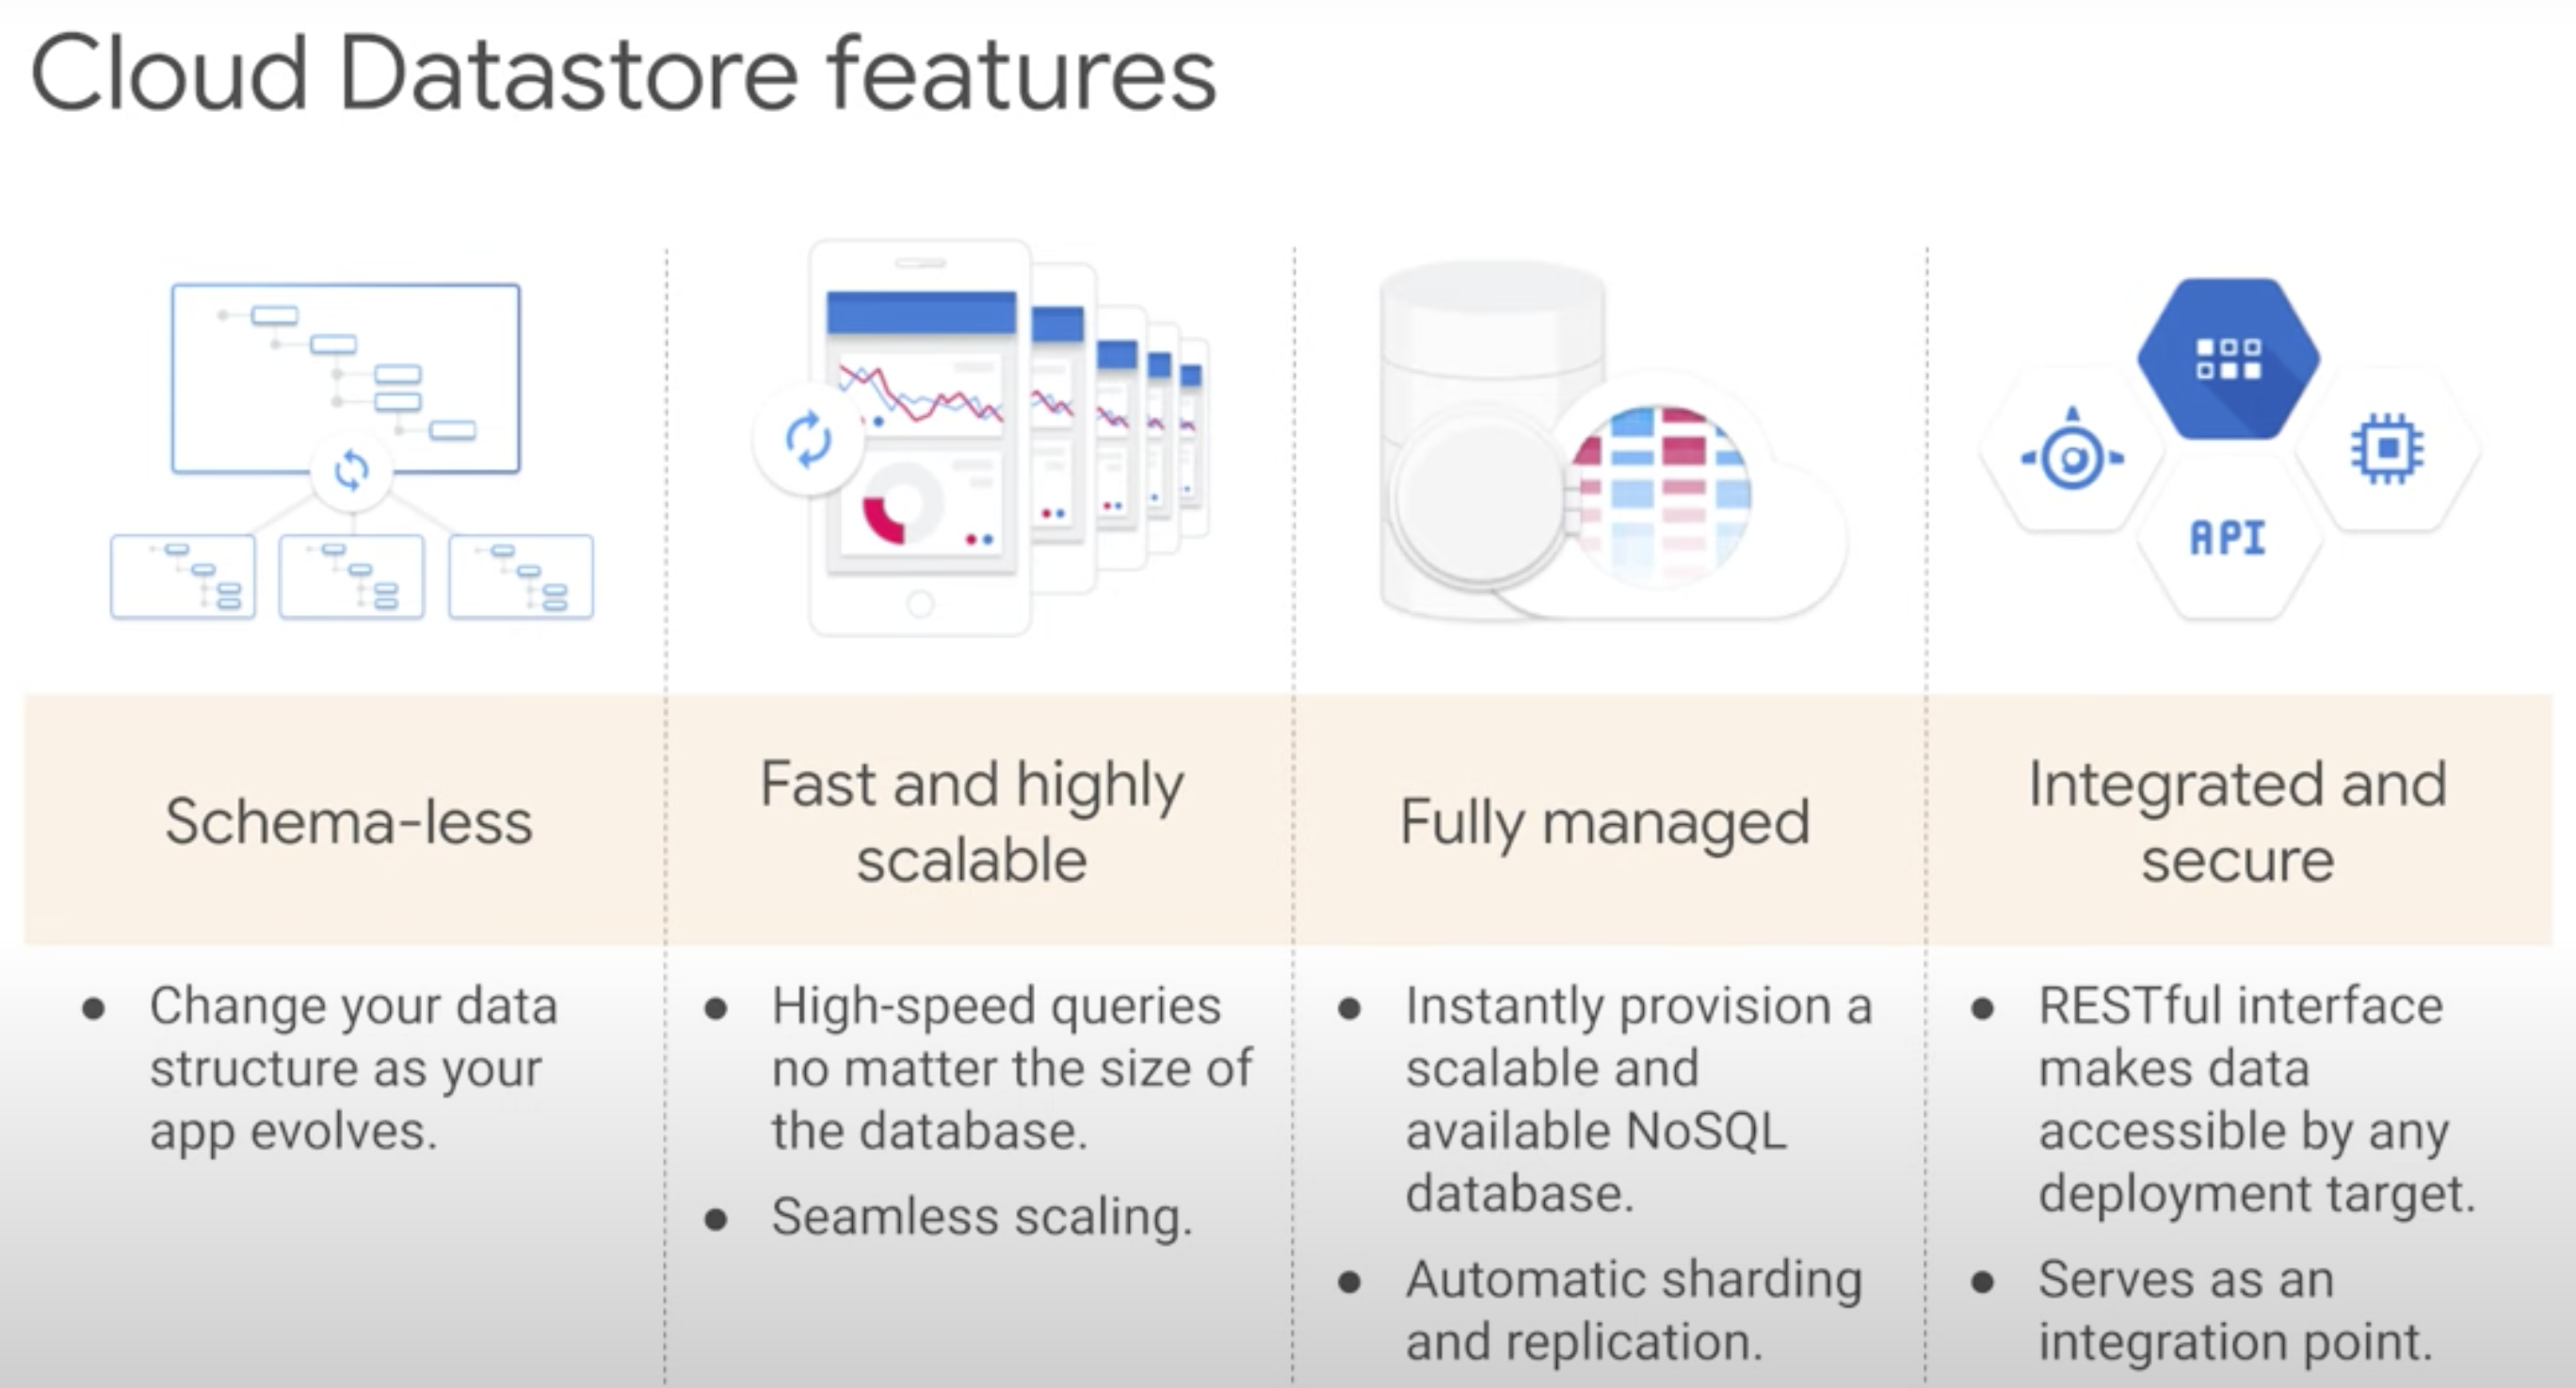 Cloud Datastore features
API
Schema-less
Fast and highly
scalable
Fully managed
Integrated and
secure
● Change your data
structure as your
app evolves.
● High-speed queries
no matter the size of
the database.
● Seamless scaling.
● Instantly provision a
scalable and
available NoSQL
database.
● Automatic sharding
and replication.
● RESTful interface
makes data
accessible by any
deployment target.
● Serves as an
integration point.